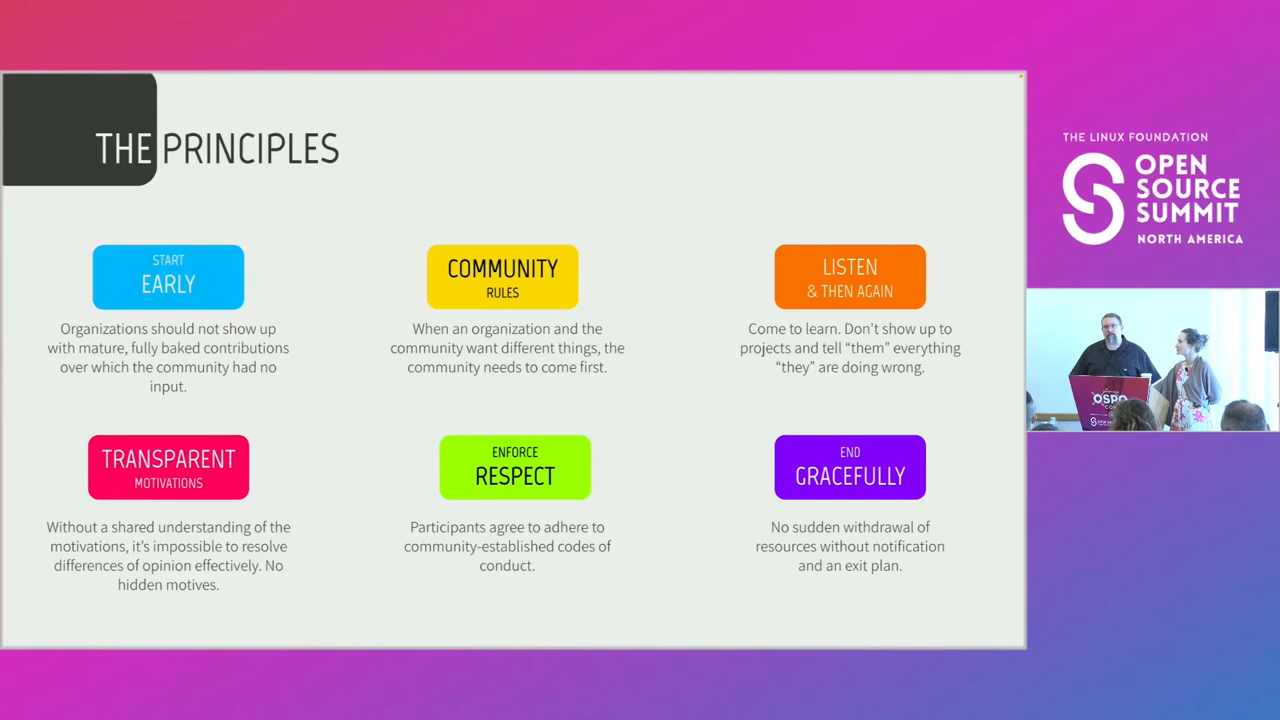 THE PRINCIPLES
START
EARLY
Organizations should not show up
with mature, fully baked contributions
over which the community had no
input.
COMMUNITY
RULES
When an organization and the
community want different things, the
community needs to come first.
LISTEN
& THEN AGAIN
Come to learn. Don't show up to
projects and tell “them” everything
“they” are doing wrong.
TRANSPARENT
MOTIVATIONS
Without a shared understanding of the
motivations, it’s impossible to resolve
differences of opinion effectively. No
hidden motives.
ENFORCE
RESPECT
Participants agree to adhere to
community-established codes of
conduct.
END
GRACEFULLY
No sudden withdrawal of
resources without notification
and an exit plan.
THE LINUX FOUNDATION
OPEN
SOURCE
SUMMIT
NORTH AMERICA
OSPO